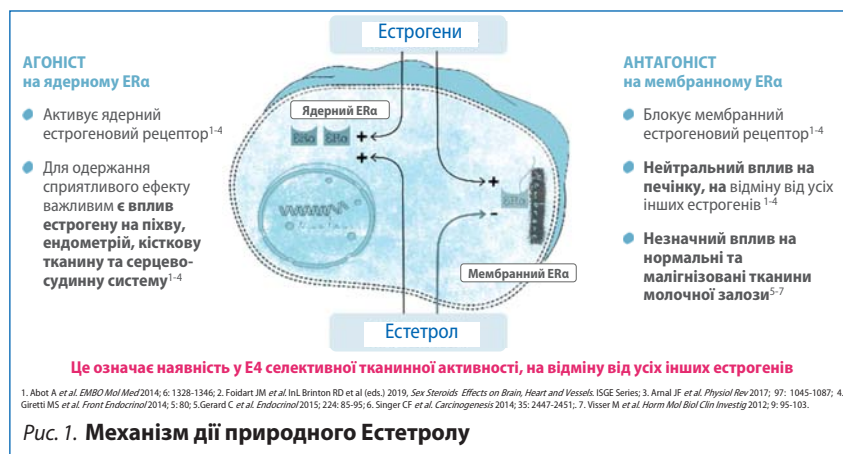 Естрогени
АГОНІСТ
на ядерному ERα
Активує ядерний
естрогеновий рецептор1-4
Для одержання
сприятливого ефекту
важливим є вплив
естрогену на піхву,
ендометрій, кісткову
тканину та серцево-
судинну систему1-4
Ядерний ERα
ERα ERα +
+
+
ERα
-
Мембранний ERα
АНТАГОНІСТ
на мембранному ERα
Блокує мембранний
естрогеновий рецептор1-4
Нейтральний вплив на
печінку, на відміну від усіх
інших естрогенів 1-4
Незначний вплив на
нормальні та
малігнізовані тканини
молочної залози5-7
Естетрол
Це означає наявність у Е4 селективної тканинної активності, на відміну від усіх інших естрогенів
1. Abot A et al. EMBO Mol Med 2014; 6: 1328-1346; 2. Foidart JM et al. InL Brinton RD et al (eds.) 2019, Sex Steroids Effects on Brain, Heart and Vessels. ISGE Series; 3. Arnal JF et al. Physiol Rev 2017; 97: 1045-1087; 4.
Giretti MS et al. Front Endocrinol 2014; 5: 80; 5.Gerard C et al. Endocrinol 2015; 224: 85-95; 6. Singer CF et al. Carcinogenesis 2014; 35: 2447-2451;. 7. Visser M et al. Horm Mol Biol Clin Investig 2012; 9: 95-103.
Рис. 1. Механізм дії природного Естетролу